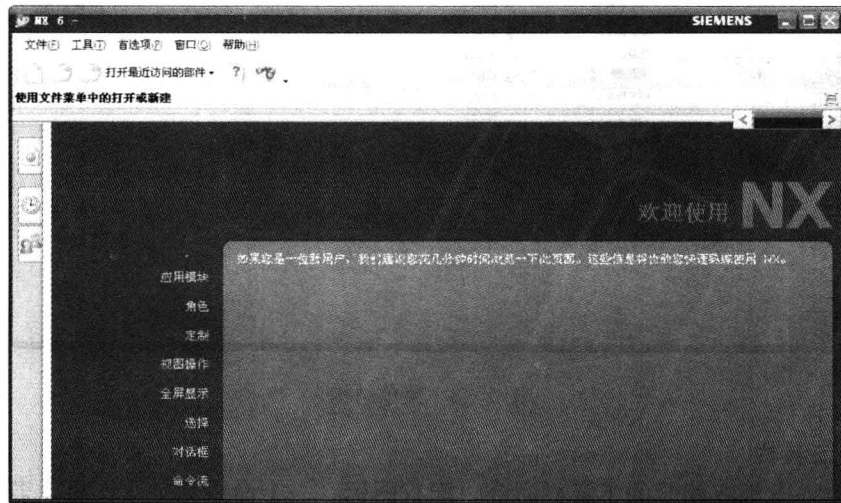 NX 6 - SIEMENS
文件(F) 工具(T) 首选项(P) 窗口(O) 帮助(H)
打开最近访问的部件 ?
使用文件菜单中的打开或新建
欢迎使用 NX
如果您是一位新用户,我们建议您花几分钟时间浏览一下此页面。这些信息将协助您快速熟练使用 NX。
应用模块
角色
定制
视图操作
全屏显示
选择
对话框
命令流